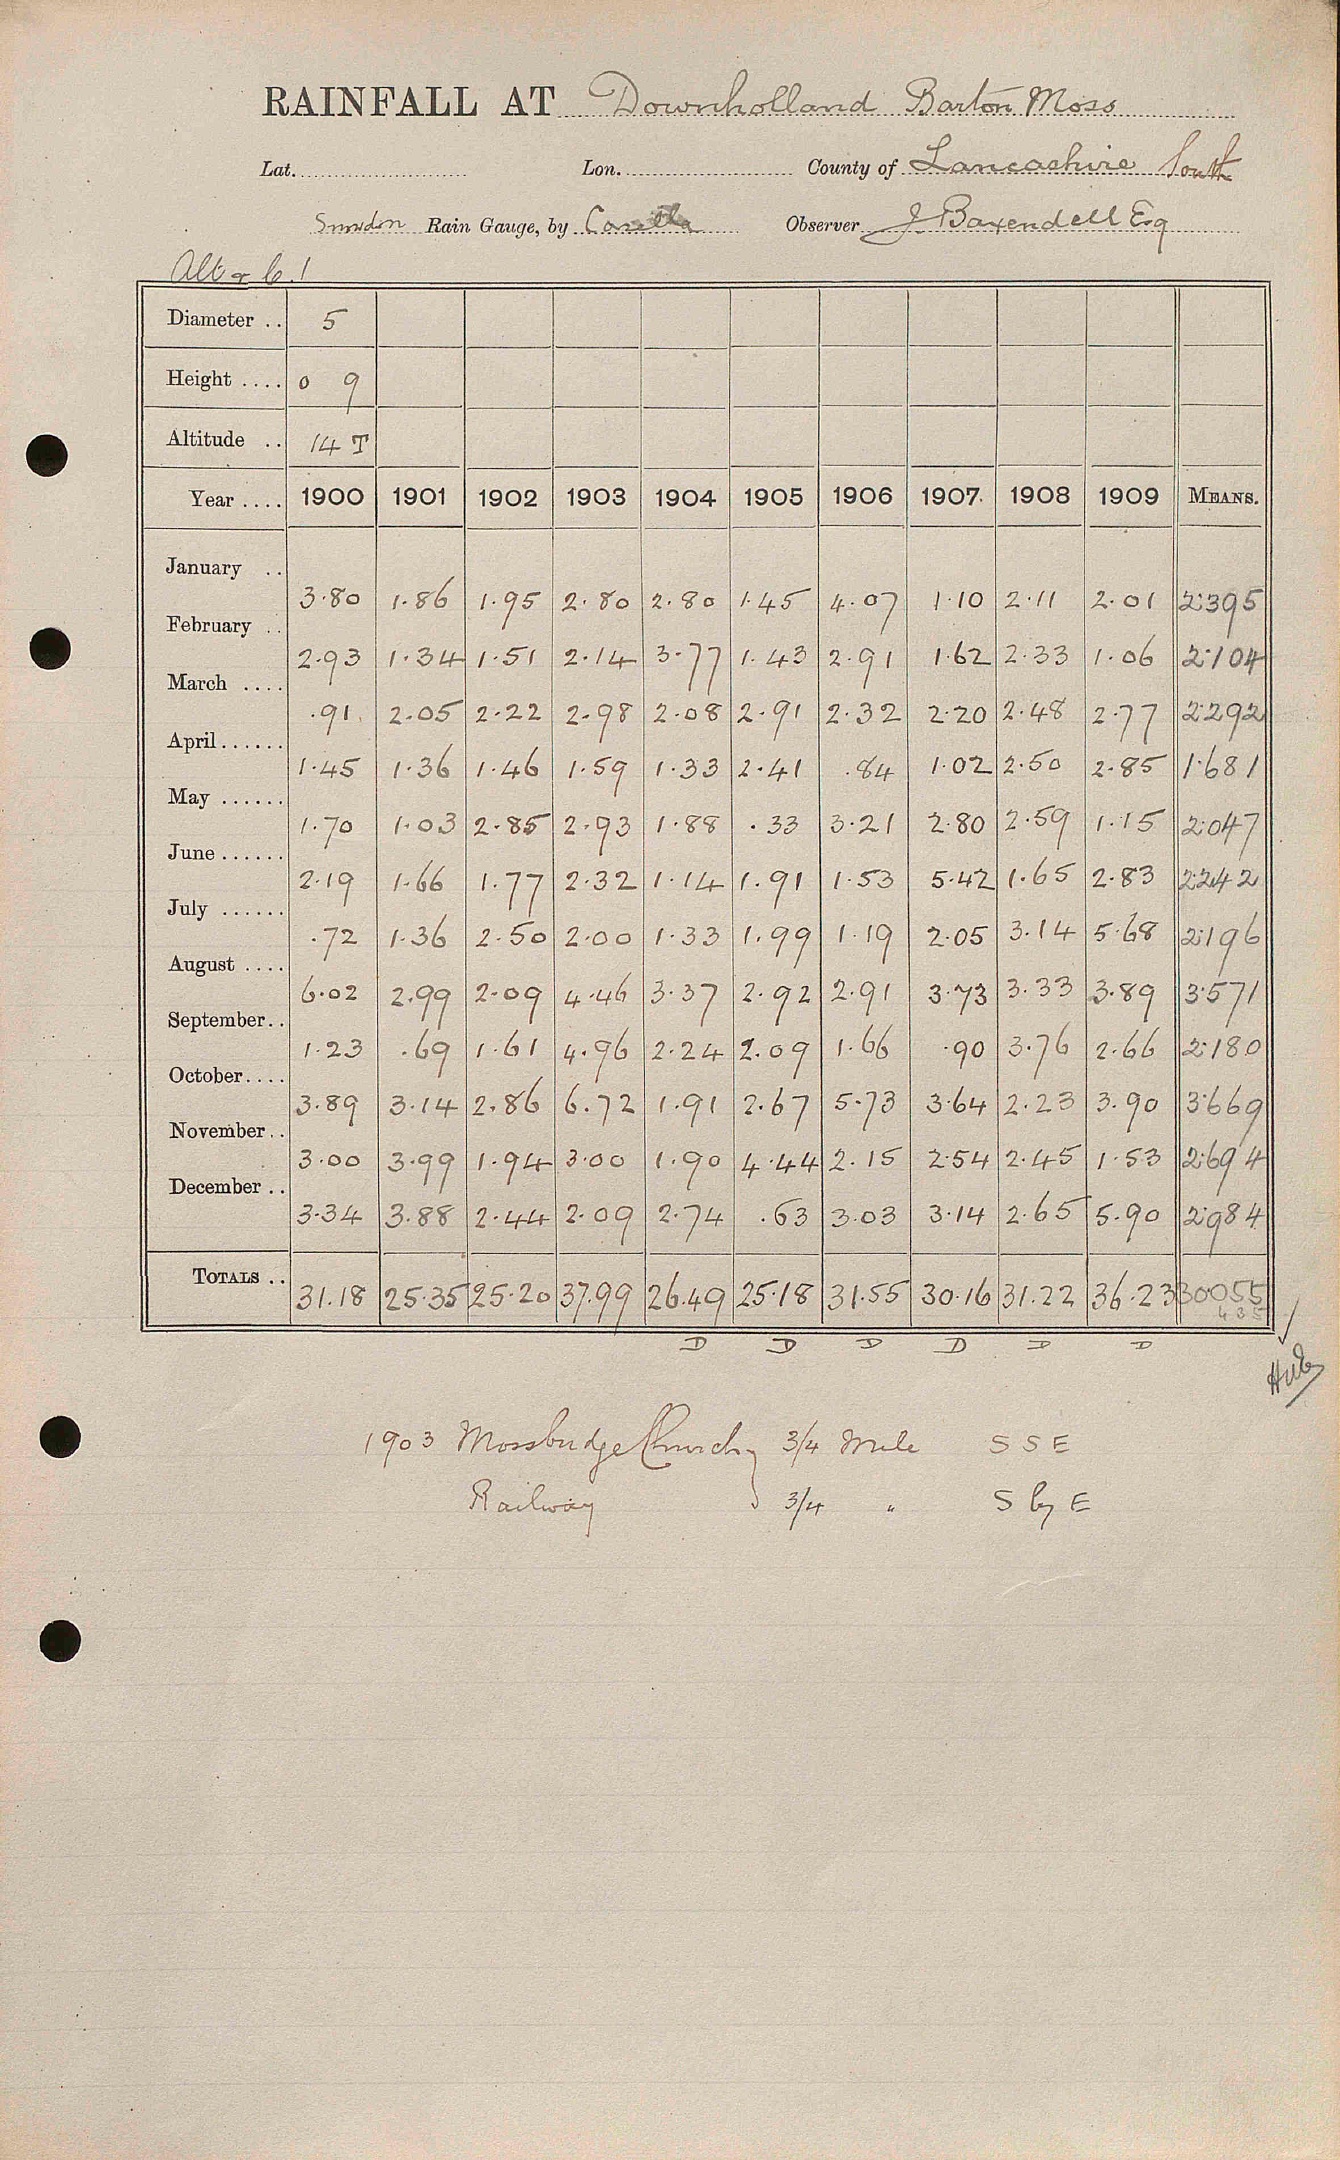 RAINFALL AT Downholland Barton Moss
Lat. Lon. County of Lancashire South
Snowdon Rain Gauge, by Casella Observer J. Baxendell Esq
Diameter .. 5
Height .... 0 9
Altitude .. 14 T
Year .... 1900 1901 1902 1903 1904 1905 1906 1907. 1908 1909 MEANS.
January .. 3.80 1.86 1.95 2.80 2.80 1.45 4.07 1.10 2.11 2.01 2.395
February .. 2.93 1.34 1.51 2.14 3.77 1.43 2.91 1.62 2.33 1.06 2.104
March .... .91 2.05 2.22 2.98 2.08 2.91 2.32 2.20 2.48 2.77 2.292
April...... 1.45 1.36 1.46 1.59 1.33 2.41 .84 1.02 2.50 2.85 1.681
May ...... 1.70 1.03 2.85 2.93 1.88 .33 3.21 2.80 2.59 1.15 2.047
June...... 2.19 1.66 1.77 2.32 1.14 1.91 1.53 5.42 1.65 2.83 2.242
July ...... .72 1.36 2.50 2.00 1.33 1.99 1.19 2.05 3.14 5.68 2.196
August .... 6.02 2.99 2.09 4.46 3.37 2.92 2.91 3.73 3.33 3.89 3.571
September.. 1.23 .69 1.61 4.96 2.24 2.09 1.66 .90 3.76 2.66 2.180
October.... 3.89 3.14 2.86 6.72 1.91 2.67 5.73 3.64 2.23 3.90 3.669
November.. 3.00 3.99 1.94 3.00 1.90 4.44 2.15 2.54 2.45 1.53 2.694
December .. 3.34 3.88 2.44 2.09 2.74 .63 3.03 3.14 2.65 5.90 2.984
TOTALS .. 31.18 25.35 25.20 37.99 26.49 25.18 31.55 30.16 31.22 36.23 30055
D D D D D D
1903 Mossbridge Church 3/4 Mile S S E
Railway 3/4 " S by E